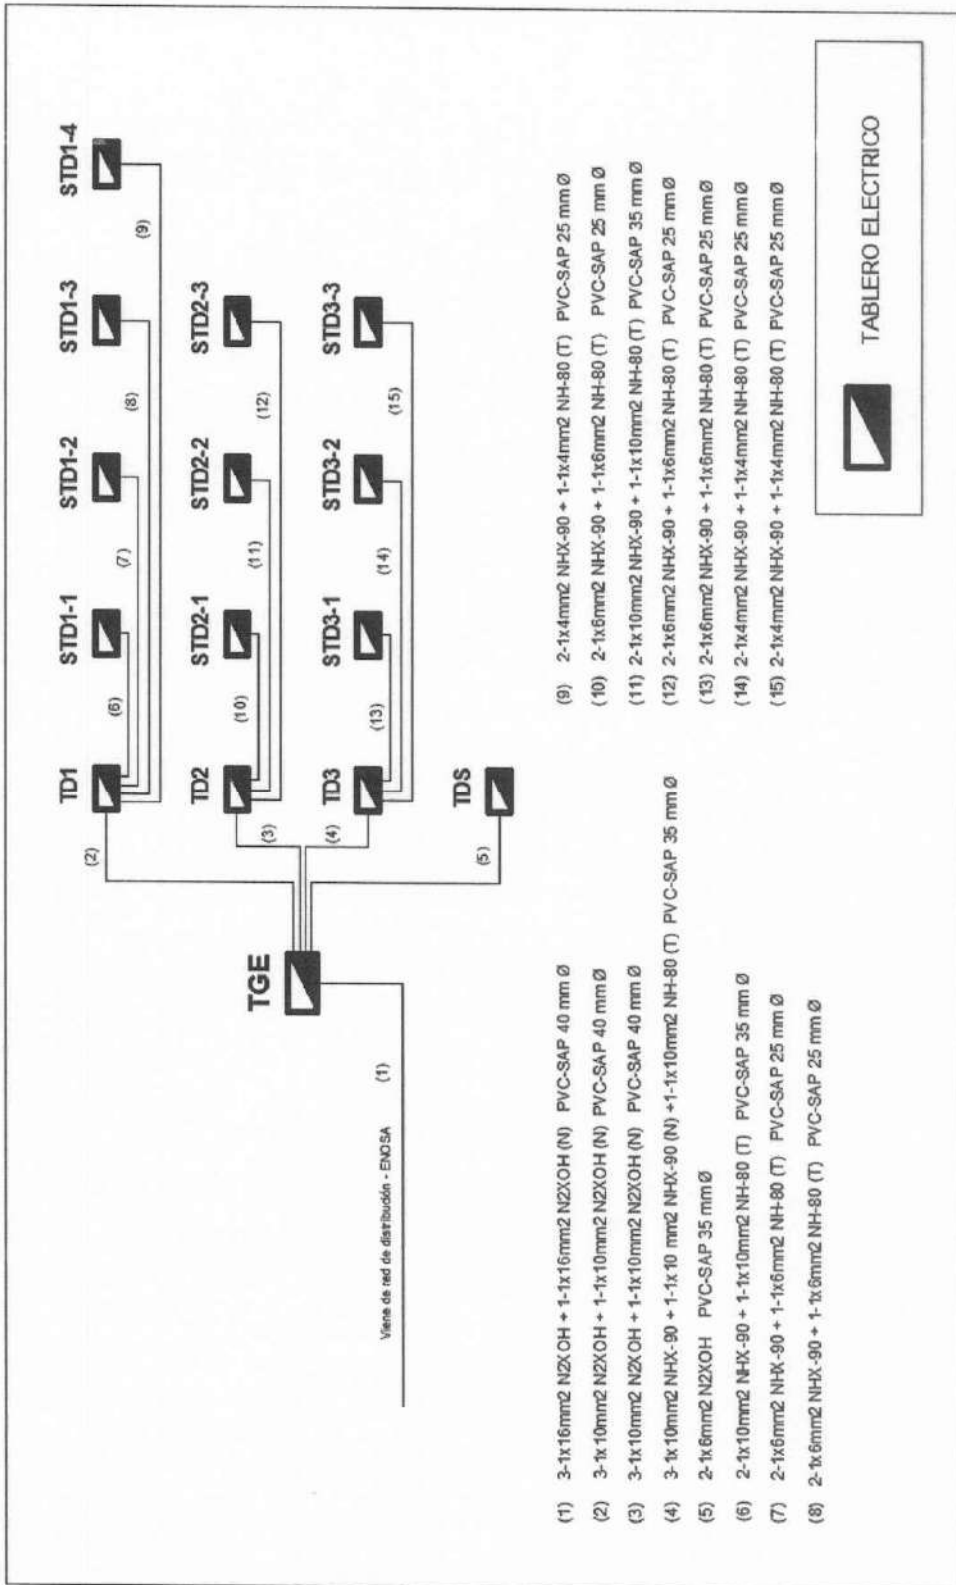 STD1-4
STD1-3
STD1-2
STD1-1
TD1
(2)
(6)
(7)
(8)
(9)
STD2-3
STD2-2
STD2-1
TD2
(3)
(10)
(11)
(12)
STD3-3
STD3-2
STD3-1
TD3
(4)
(13)
(14)
(15)
TDS
(5)
TGE
(1)
Viene de red de distribución - ENOSA
(1) 3-1x16mm2 N2XOH + 1-1x16mm2 N2XOH (N) PVC-SAP 40 mm Ø
(2) 3-1x10mm2 N2XOH + 1-1x10mm2 N2XOH (N) PVC-SAP 40 mm Ø
(3) 3-1x10mm2 N2XOH + 1-1x10mm2 N2XOH (N) PVC-SAP 40 mm Ø
(4) 3-1x10mm2 NHX-90 + 1-1x10 mm2 NHX-90 (N) +1-1x10mm2 NH-80 (T) PVC-SAP 35 mm Ø
(5) 2-1x6mm2 N2XOH PVC-SAP 35 mm Ø
(6) 2-1x10mm2 NHX-90 + 1-1x10mm2 NH-80 (T) PVC-SAP 35 mm Ø
(7) 2-1x6mm2 NHX-90 + 1-1x6mm2 NH-80 (T) PVC-SAP 25 mm Ø
(8) 2-1x6mm2 NHX-90 + 1-1x6mm2 NH-80 (T) PVC-SAP 25 mm Ø
(9) 2-1x4mm2 NHX-90 + 1-1x4mm2 NH-80 (T) PVC-SAP 25 mm Ø
(10) 2-1x6mm2 NHX-90 + 1-1x6mm2 NH-80 (T) PVC-SAP 25 mm Ø
(11) 2-1x10mm2 NHX-90 + 1-1x10mm2 NH-80 (T) PVC-SAP 35 mm Ø
(12) 2-1x6mm2 NHX-90 + 1-1x6mm2 NH-80 (T) PVC-SAP 25 mm Ø
(13) 2-1x6mm2 NHX-90 + 1-1x6mm2 NH-80 (T) PVC-SAP 25 mm Ø
(14) 2-1x4mm2 NHX-90 + 1-1x4mm2 NH-80 (T) PVC-SAP 25 mm Ø
(15) 2-1x4mm2 NHX-90 + 1-1x4mm2 NH-80 (T) PVC-SAP 25 mm Ø
TABLERO ELECTRICO